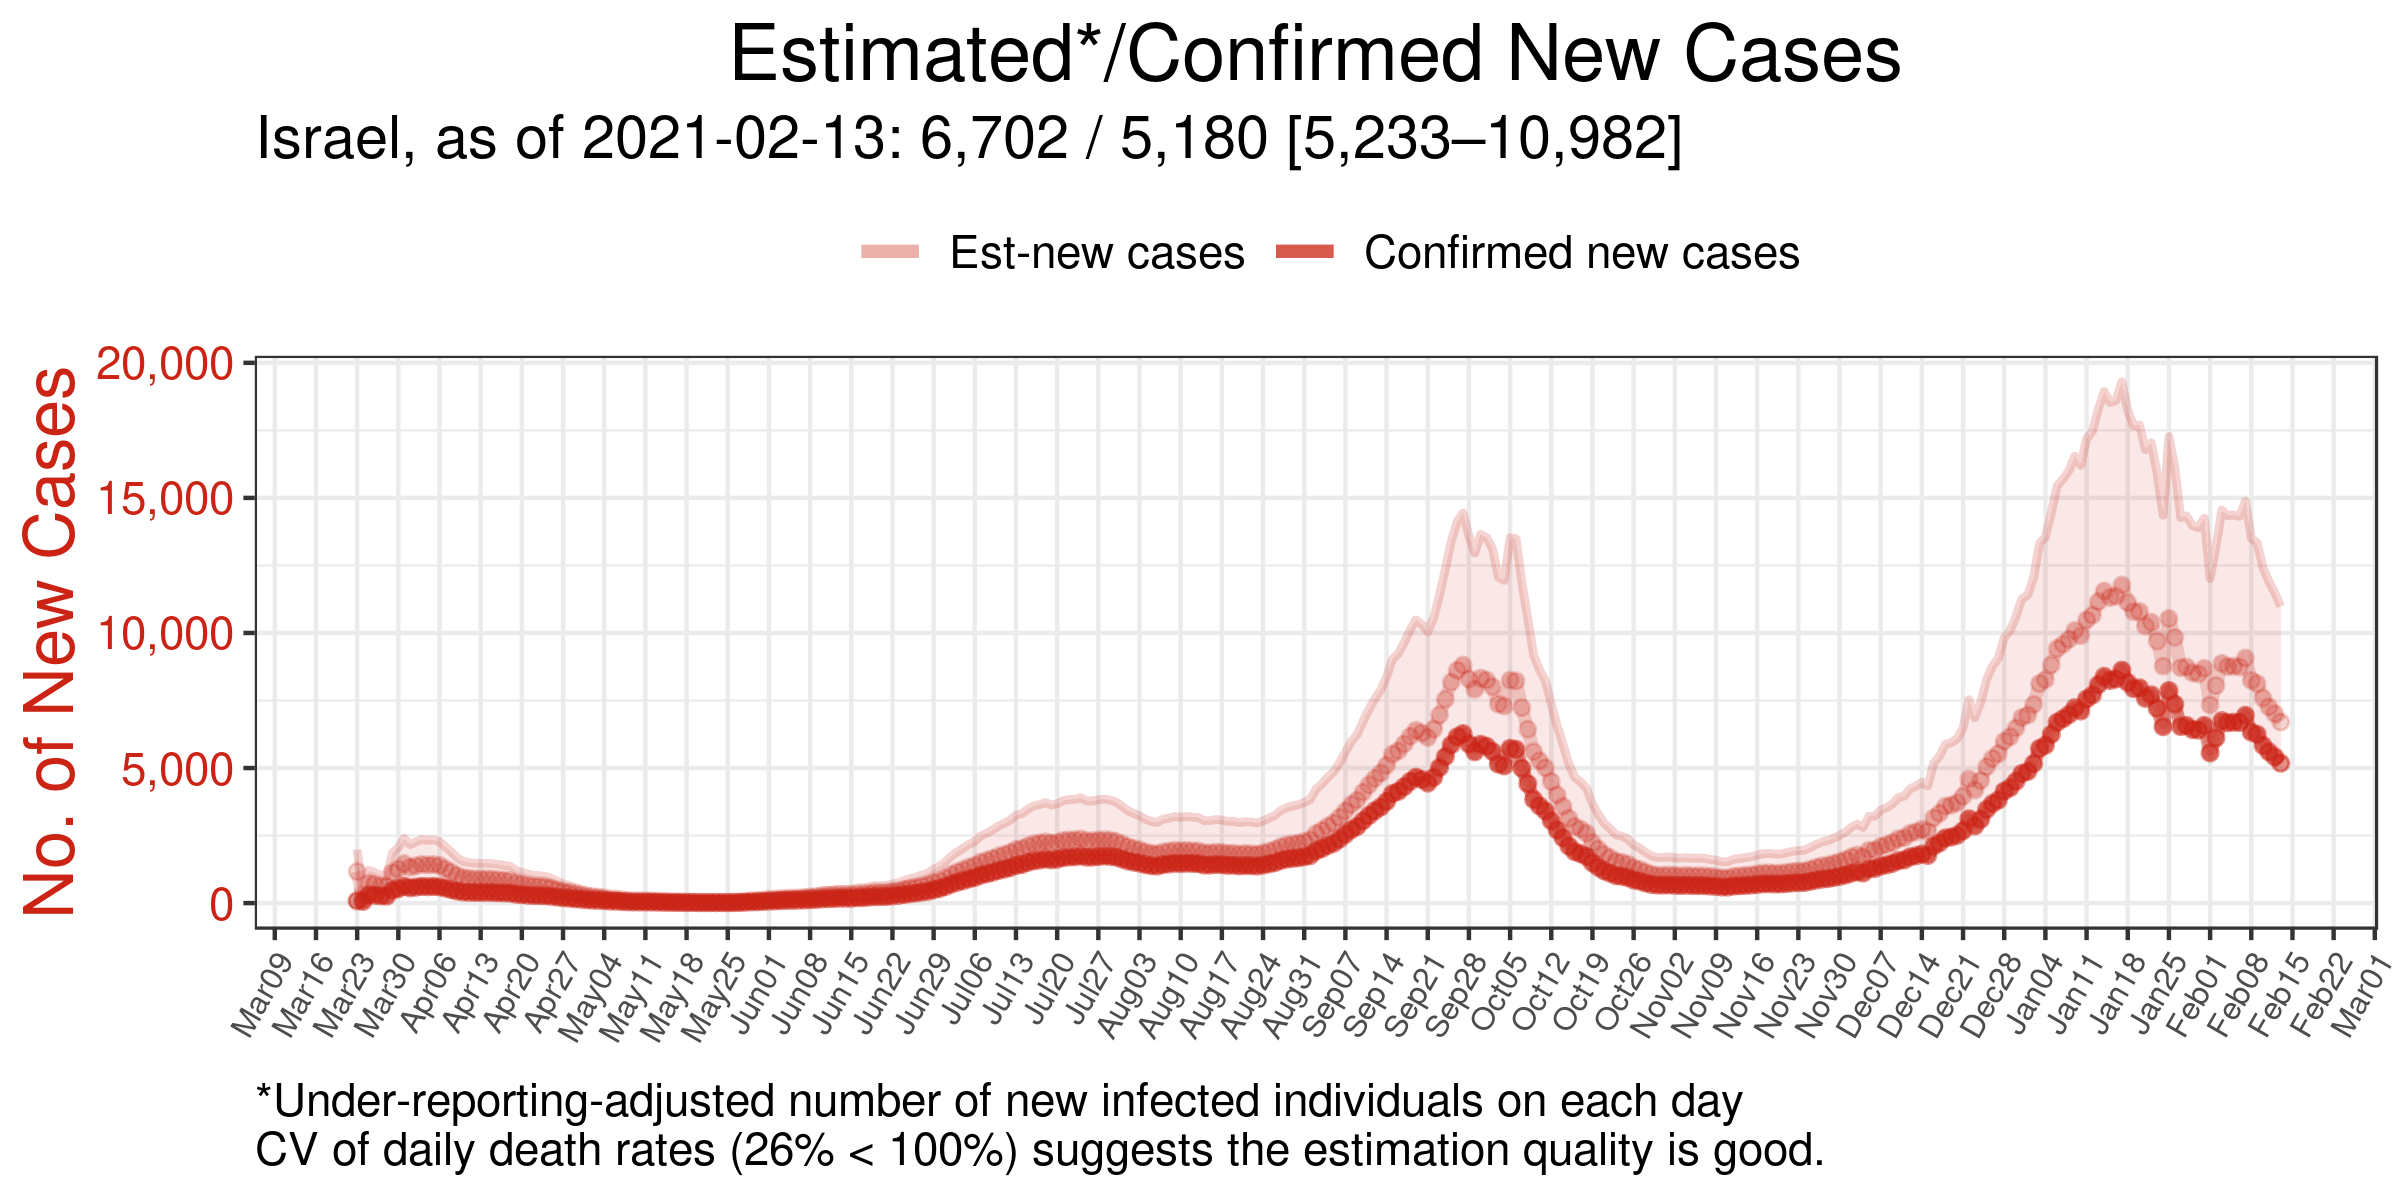 Estimated*/Confirmed New Cases
Israel, as of 2021-02-13: 6,702 / 5,180 [5,233–10,982]
Est-new cases
Confirmed new cases
No. of New Cases
20,000
15,000
10,000
5,000
0
Mar09
Mar16
Mar23
Mar30
Apr06
Apr13
Apr20
Apr27
May04
May11
May18
May25
Jun01
Jun08
Jun15
Jun22
Jun29
Jul06
Jul13
Jul20
Jul27
Aug03
Aug10
Aug17
Aug24
Aug31
Sep07
Sep14
Sep21
Sep28
Oct05
Oct12
Oct19
Oct26
Nov02
Nov09
Nov16
Nov23
Nov30
Dec07
Dec14
Dec21
Dec28
Jan04
Jan11
Jan18
Jan25
Feb01
Feb08
Feb15
Feb22
Mar01
*Under-reporting-adjusted number of new infected individuals on each day
CV of daily death rates (26% < 100%) suggests the estimation quality is good.